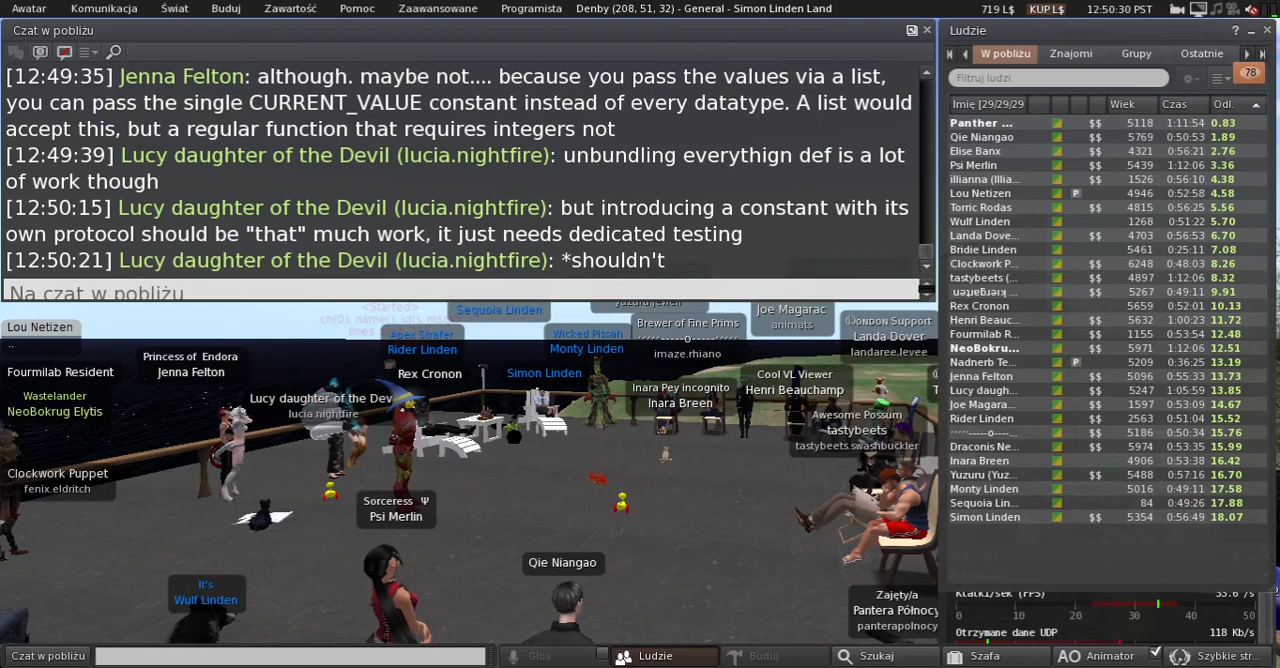 Awatar Komunikacja Świat Buduj Zawartość Pomoc Zaawansowane Programista Denby (208, 51, 32) - General - Simon Linden Land 719 L$ KUP L$ 12:50:30 PST
Czat w pobliżu
[12:49:35] Jenna Felton: although. maybe not.... because you pass the values via a list,
you can pass the single CURRENT_VALUE constant instead of every datatype. A list would
accept this, but a regular function that requires integers not
[12:49:39] Lucy daughter of the Devil (lucia.nightfire): unbundling everythign def is a lot
of work though
[12:50:15] Lucy daughter of the Devil (lucia.nightfire): but introducing a constant with its
own protocol should be "that" much work, it just needs dedicated testing
[12:50:21] Lucy daughter of the Devil (lucia.nightfire): *shouldn't
Na czat w pobliżu
<Started>
Sequoia Linden
Joe Magarac
animats
Lou Netizen
Apex Strafer
Rider Linden
Wicked Pissah
Monty Linden
Brewer of Fine Prims
imaze.rhiano
London Support
Landa Dover
landaree.levee
Princess of Endora
Jenna Felton
Fourmilab Resident
Rex Cronon
Simon Linden
Cool VL Viewer
Henri Beauchamp
Inara Pey incognito
Inara Breen
Wastelander
NeoBokrug Elytis
Lucy daughter of the Dev
lucia.nightfire
Awesome Possum
tastybeets
tastybeets.swashbuckler
Clockwork Puppet
fenix.eldritch
Sorceress Ψ
Psi Merlin
Qie Niangao
It's
Wulf Linden
Zajęty/a
Pantera Północy
panterapolnocy
Ludzie
W pobliżu Znajomi Grupy Ostatnie
Filtruj ludzi
78
Imię [29/29/29 Wiek Czas Odl.
Panther ... $$ 5118 1:11:54 0.83
Qie Niangao $$ 5769 0:50:53 1.89
Elise Banx $$ 4321 0:56:21 2.76
Psi Merlin $$ 5439 1:12:06 3.36
illianna (Illia... $$ 1526 0:56:10 4.38
Lou Netizen P 4946 0:52:58 4.58
Torric Rodas $$ 4815 0:56:25 5.56
Wulf Linden 1268 0:51:22 5.70
Landa Dove... $$ 4703 0:56:53 6.70
Bridie Linden 5461 0:25:11 7.08
Clockwork P... $$ 4267 0:48:03 8.26
tastybeets (... $$ 4897 1:12:06 8.32
$$ 5267 0:49:11 9.91
Rex Cronon 5659 0:52:01 10.13
Henri Beauc... $$ 5632 1:00:23 11.72
Fourmilab R... $$ 1155 0:53:54 12.48
NeoBokru... $$ 5971 1:12:06 12.51
Nadnerb Te... P 5209 0:36:25 13.19
Jenna Felton $$ 5096 0:55:33 13.73
Lucy daugh... $$ 5247 1:05:59 13.85
Joe Magara... $$ 1597 0:53:09 14.67
Rider Linden $$ 2563 0:51:04 15.52
·····-----o---... $$ 5186 0:50:34 15.76
Draconis Ne... $$ 5974 0:53:35 15.99
Inara Breen 4906 0:53:38 16.42
Yuzuru (Yuz... $$ 5488 0:57:16 16.70
Monty Linden 5016 0:49:11 17.58
Sequoia Lin... 84 0:49:26 17.88
Simon Linden $$ 5354 0:56:49 18.07
Klatki/sek (FPS) 33.6 /s
0 10 20 30 40 50
Otrzymane dane UDP 118 Kb/s
Czat w pobliżu Głos Ludzie Buduj Szukaj Szafa AO Animator Szybkie str...